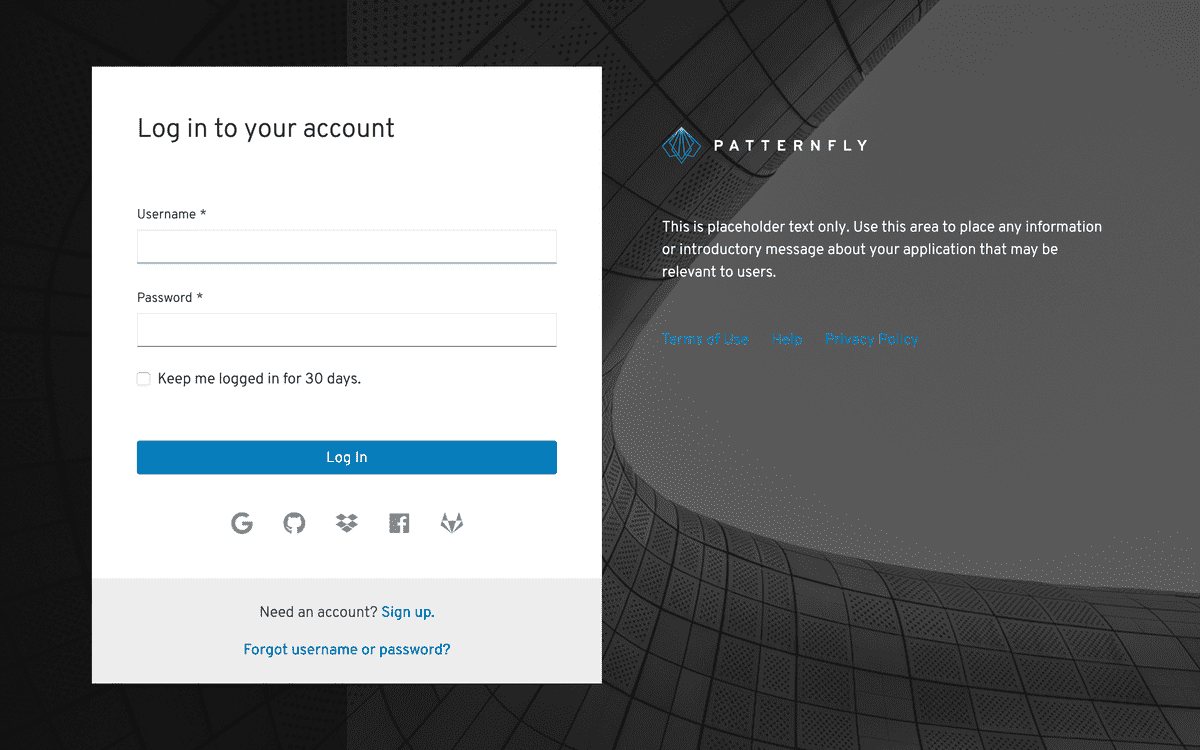 Log in to your account
Username *
Password *
Keep me logged in for 30 days.
Log In
Need an account? Sign up.
Forgot username or password?
PATTERNFLY
This is placeholder text only. Use this area to place any information
or introductory message about your application that may be
relevant to users.
Terms of Use Help Privacy Policy